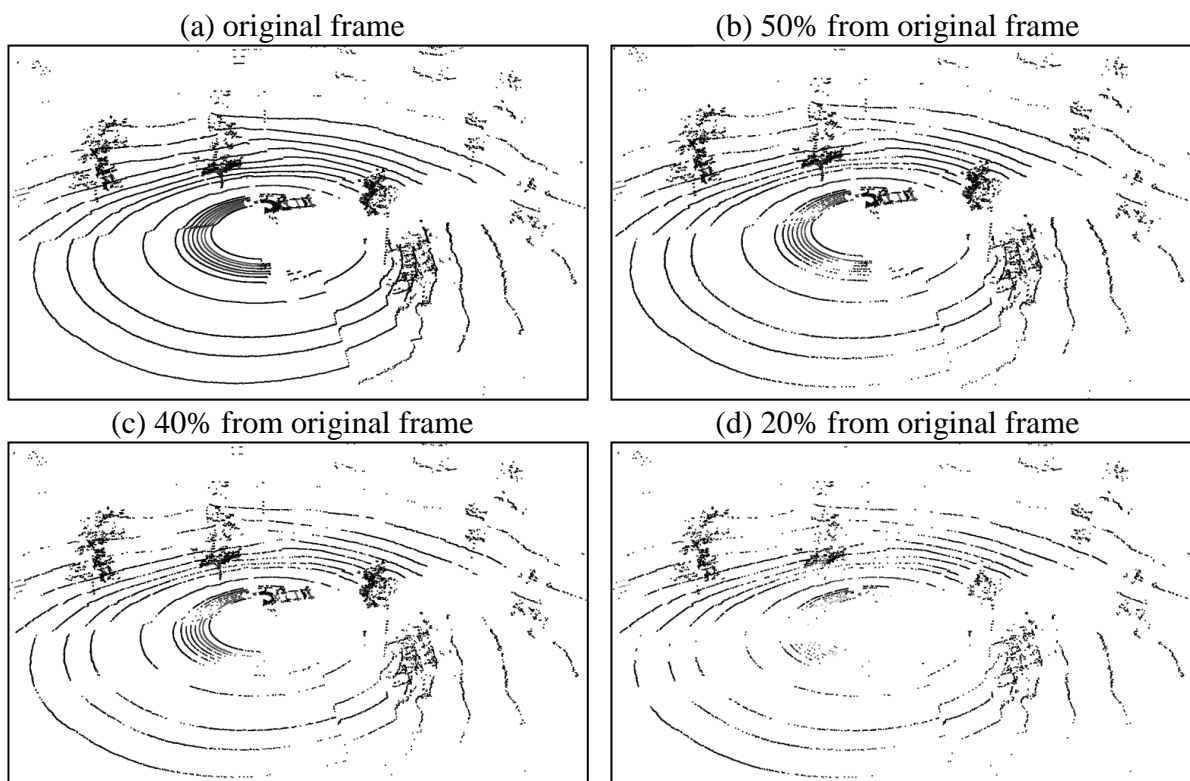 (a) original frame
(b) 50% from original frame
(c) 40% from original frame
(d) 20% from original frame